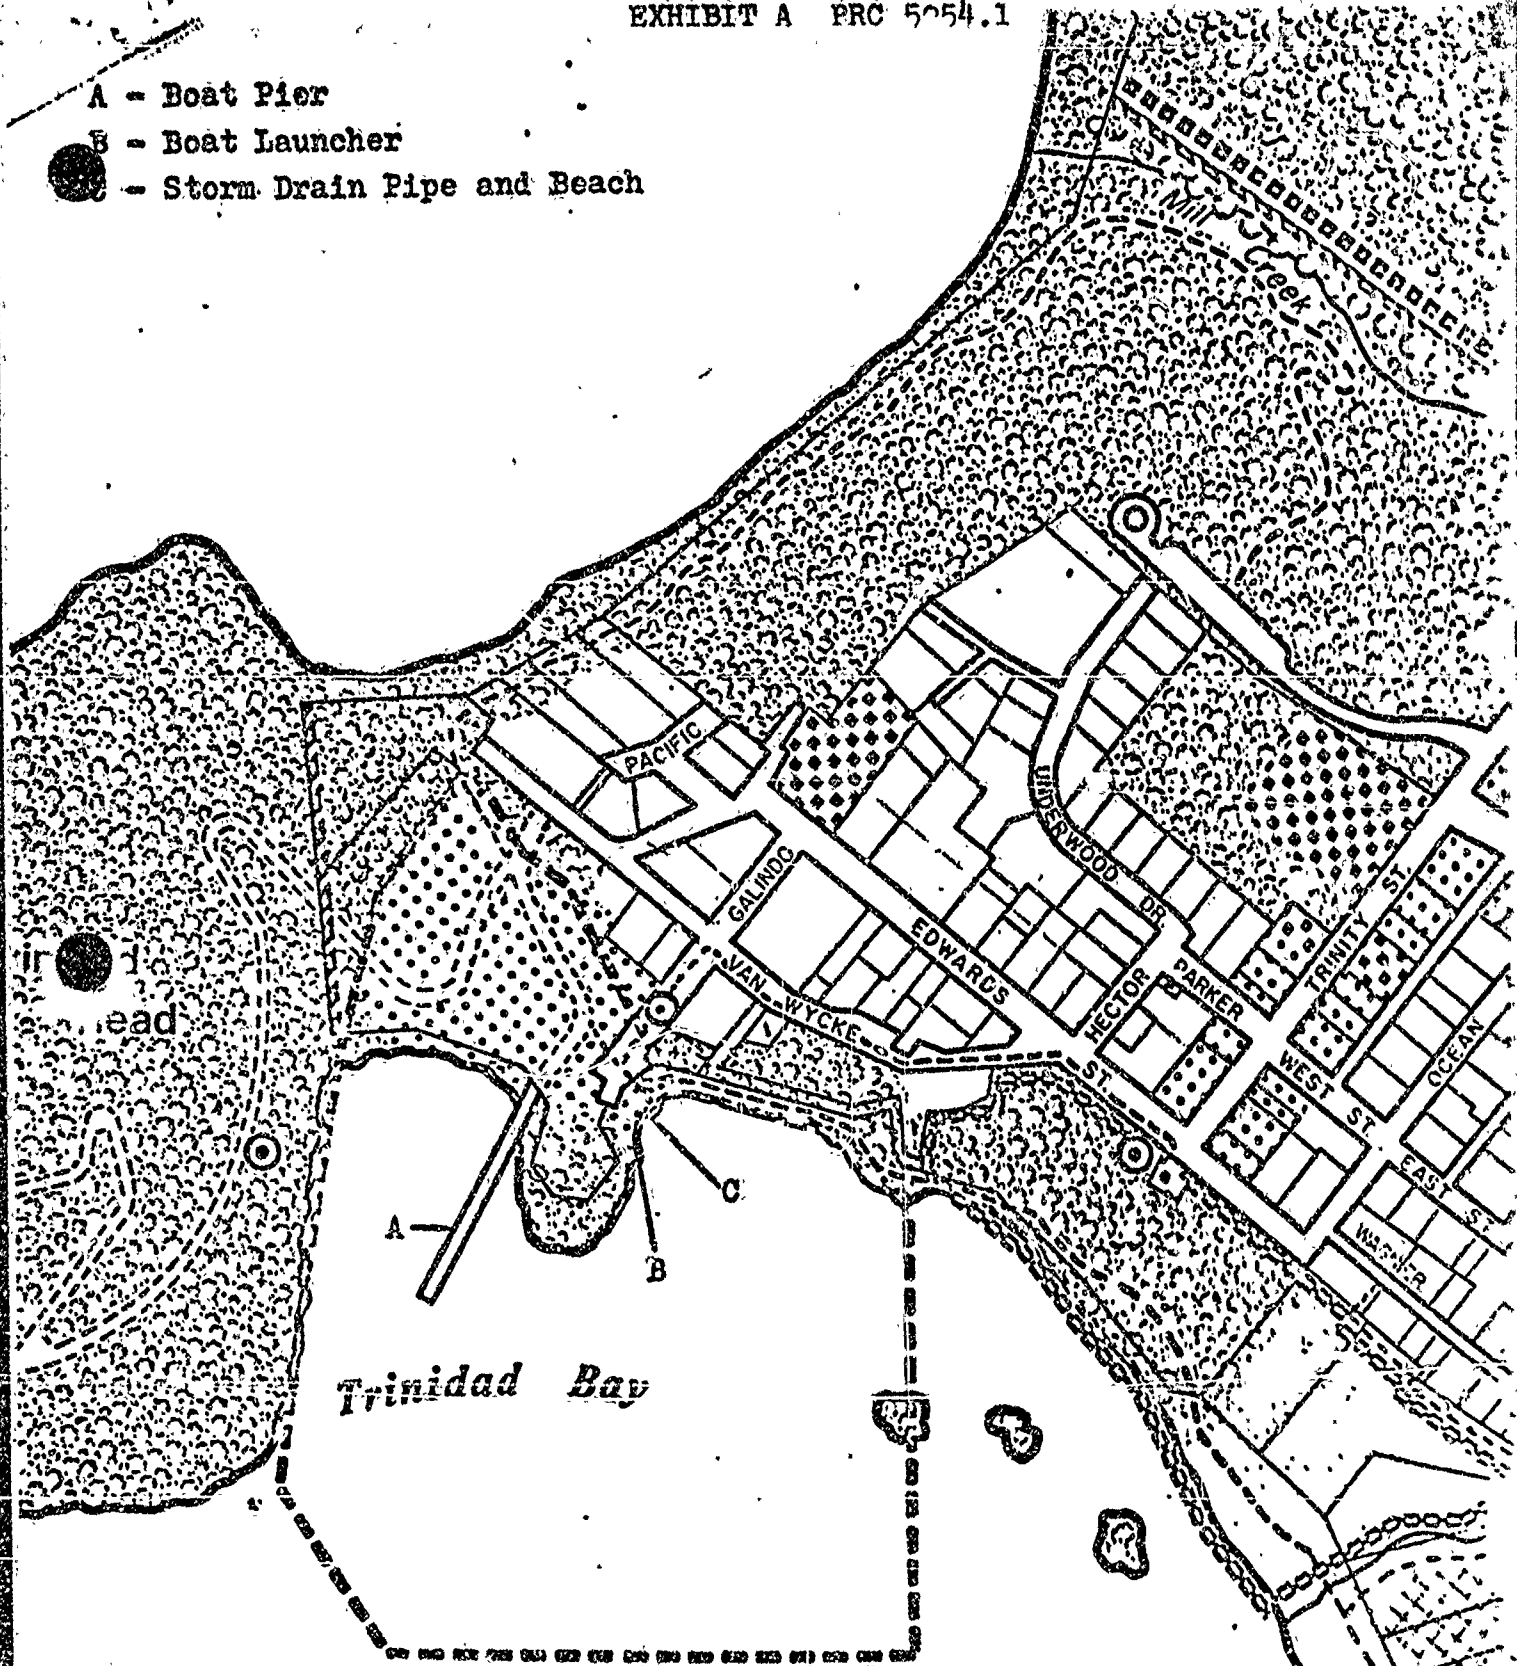 EXHIBIT A PRC 5054.1
A - Boat Pier
B - Boat Launcher
- Storm Drain Pipe and Beach
Mill Creek
PACIFIC
GALINDO
UNDERWOOD DR
EDWARDS ST.
VAN WYCKE
HECTOR
PARKER
TRINITY ST.
WEST ST.
OCEAN
EAST ST.
A
B
C
Trinidad Bay